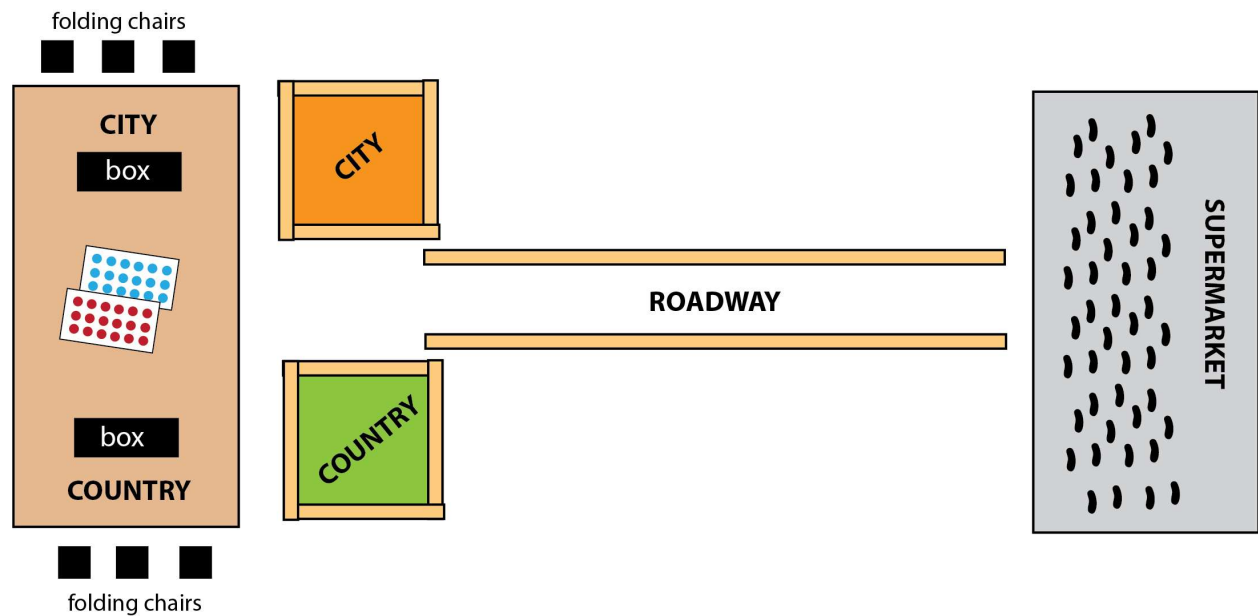 folding chairs
CITY
box
box
COUNTRY
folding chairs
CITY
COUNTRY
ROADWAY
SUPERMARKET